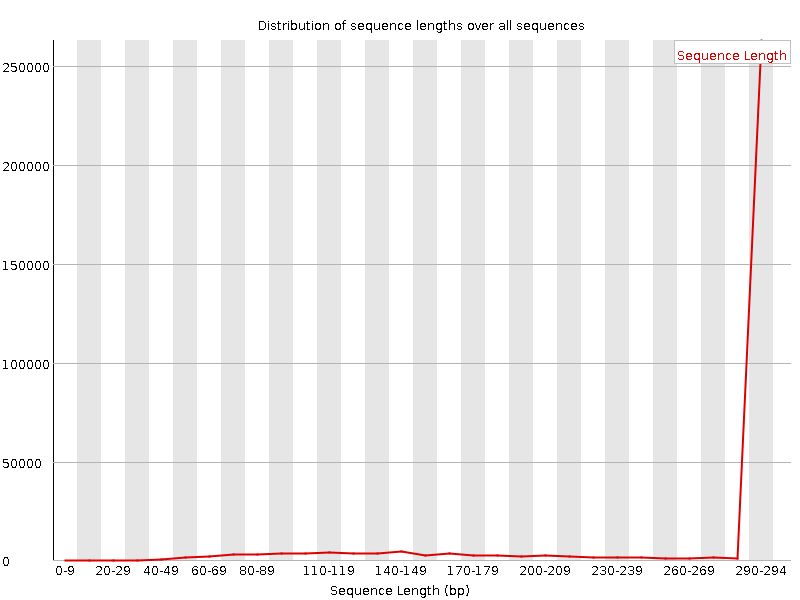 Distribution of sequence lengths over all sequences
Sequence Length
250000
200000
150000
100000
50000
0
0-9 20-29 40-49 60-69 80-89 110-119 140-149 170-179 200-209 230-239 260-269 290-294
Sequence Length (bp)